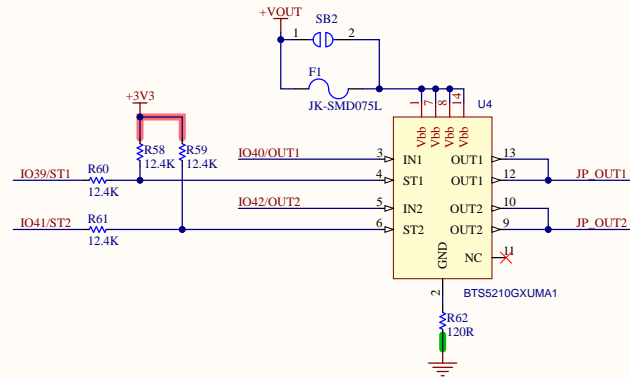 +VOUT
SB2
1 2
F1
JK-SMD075L
+3V3
R58
12.4K
R59
12.4K
1 7 8 14
U4
Vbb Vbb Vbb Vbb
IO40/OUT1
3 IN1 OUT1 13
IO39/ST1
R60
12.4K
4 ST1 OUT1 12
JP_OUT1
IO42/OUT2
5 IN2 OUT2 10
IO41/ST2
R61
12.4K
6 ST2 OUT2 9
JP_OUT2
GND
NC 11
2
BTS5210GXUMA1
R62
120R